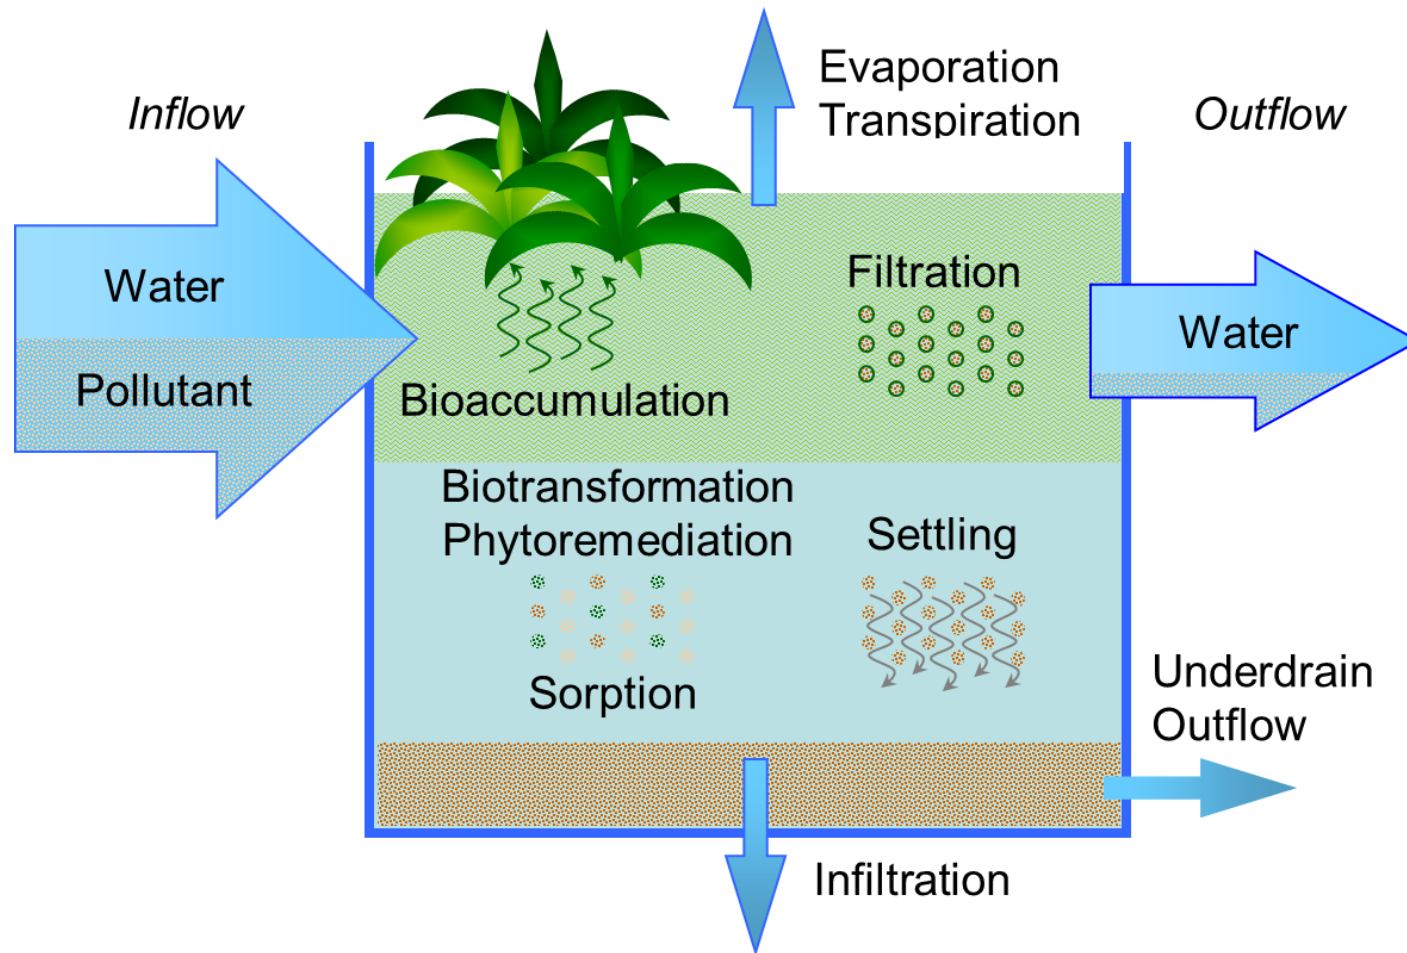 Inflow
Evaporation
Transpiration
Outflow
Water
Pollutant
Bioaccumulation
Filtration
Water
Biotransformation
Phytoremediation
Sorption
Settling
Underdrain
Outflow
Infiltration